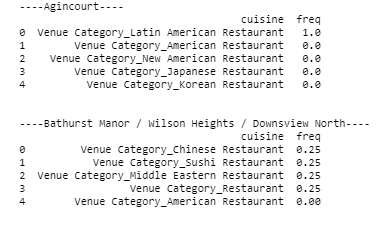 ----Agincourt----
cuisine freq
0 Venue Category_Latin American Restaurant 1.0
1 Venue Category_American Restaurant 0.0
2 Venue Category_New American Restaurant 0.0
3 Venue Category_Japanese Restaurant 0.0
4 Venue Category_Korean Restaurant 0.0
----Bathurst Manor / Wilson Heights / Downsview North----
cuisine freq
0 Venue Category_Chinese Restaurant 0.25
1 Venue Category_Sushi Restaurant 0.25
2 Venue Category_Middle Eastern Restaurant 0.25
3 Venue Category_Restaurant 0.25
4 Venue Category_American Restaurant 0.00